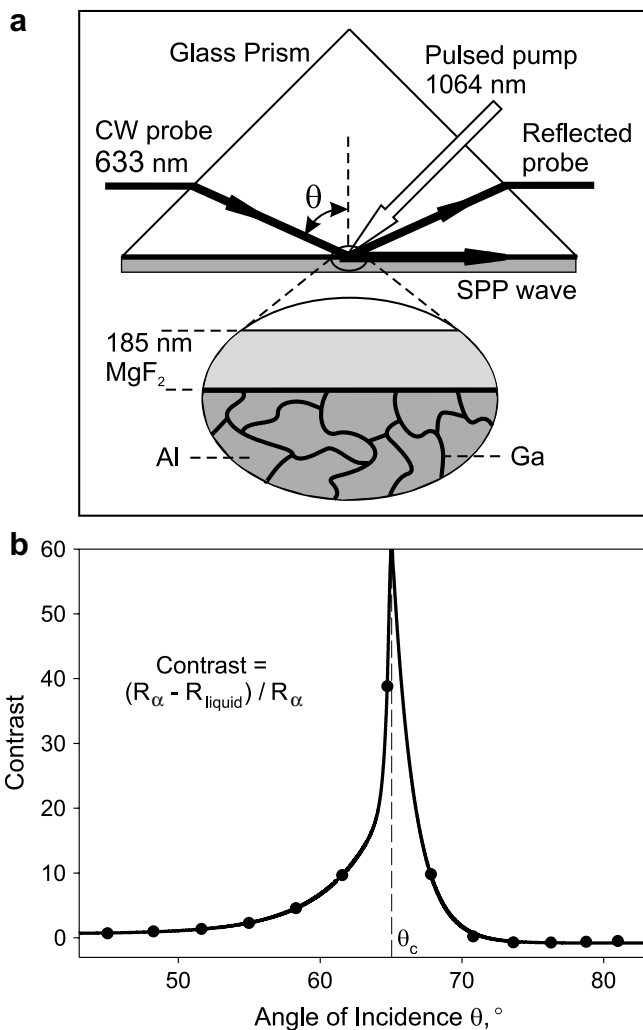 a
Glass Prism
Pulsed pump
1064 nm
CW probe
633 nm
Reflected
probe
θ
SPP wave
185 nm
MgF₂
Al
Ga
b
60
50
40
30
20
10
0
Contrast
Contrast =
(Rα - Rliquid) / Rα
θc
50
60
70
80
Angle of Incidence θ, °